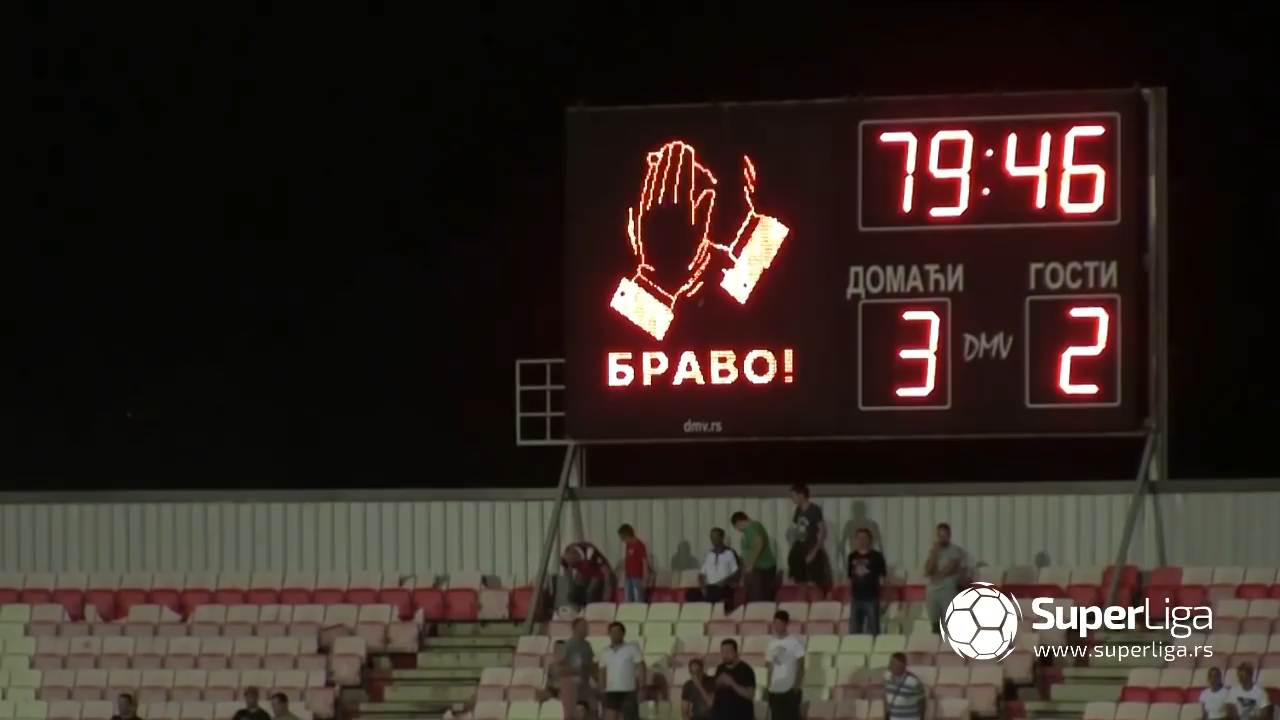 79:46
ДОМАЋИ ГОСТИ
3 DMV 2
БРАВО!
dmv.rs
SuperLiga
www.superliga.rs